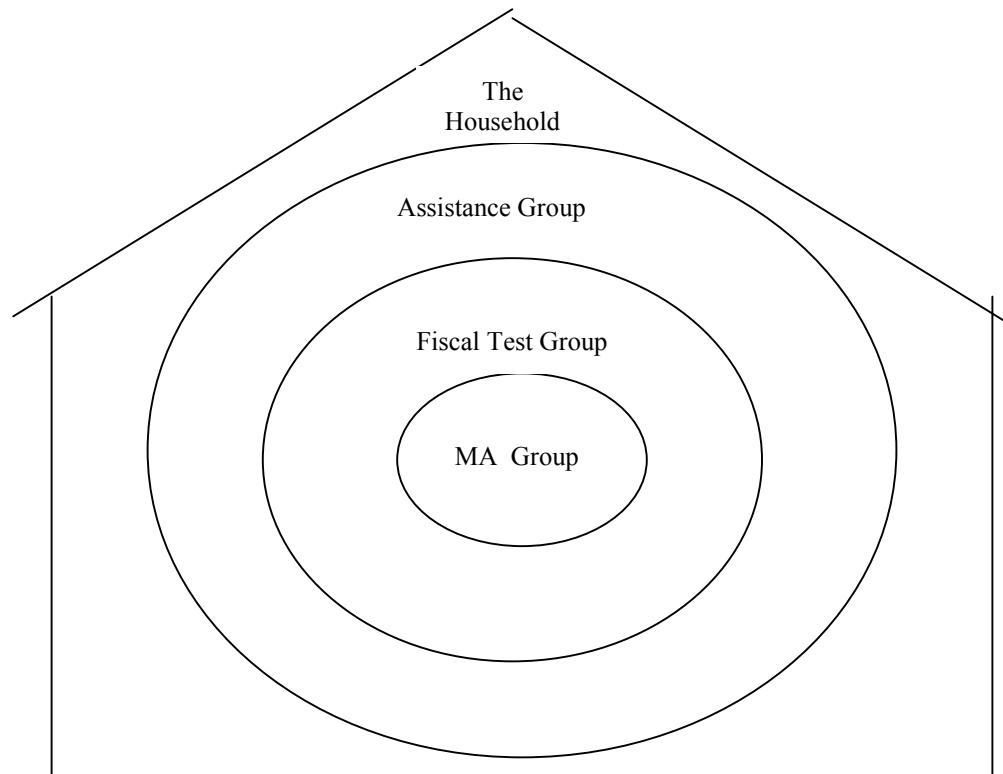 The
Household
Assistance Group
Fiscal Test Group
MA Group